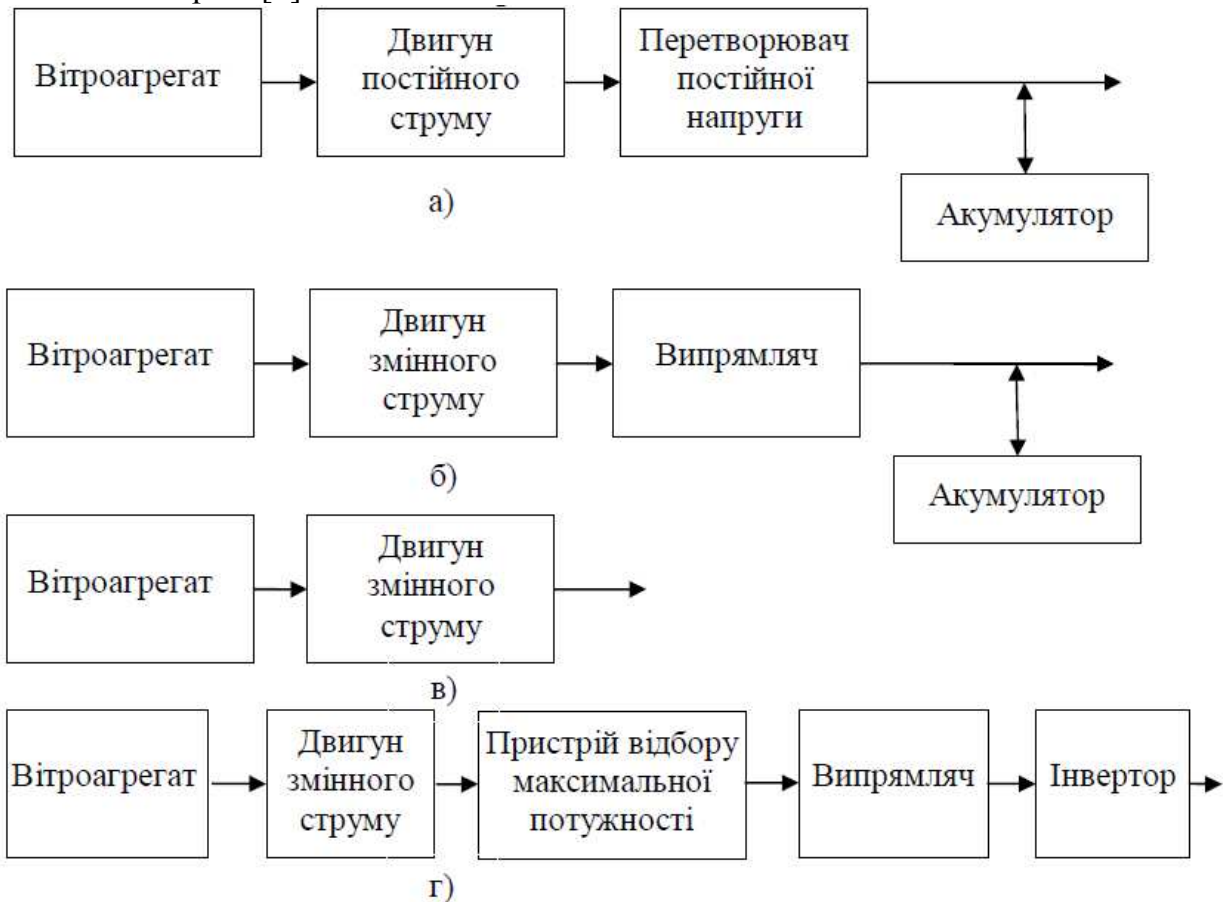 Вітроагрегат
Двигун
постійного
струму
Перетворювач
постійної
напруги
Акумулятор
а)
Вітроагрегат
Двигун
змінного
струму
Випрямляч
Акумулятор
б)
Вітроагрегат
Двигун
змінного
струму
в)
Вітроагрегат
Двигун
змінного
струму
Пристрій відбору
максимальної
потужності
Випрямляч
Інвертор
г)